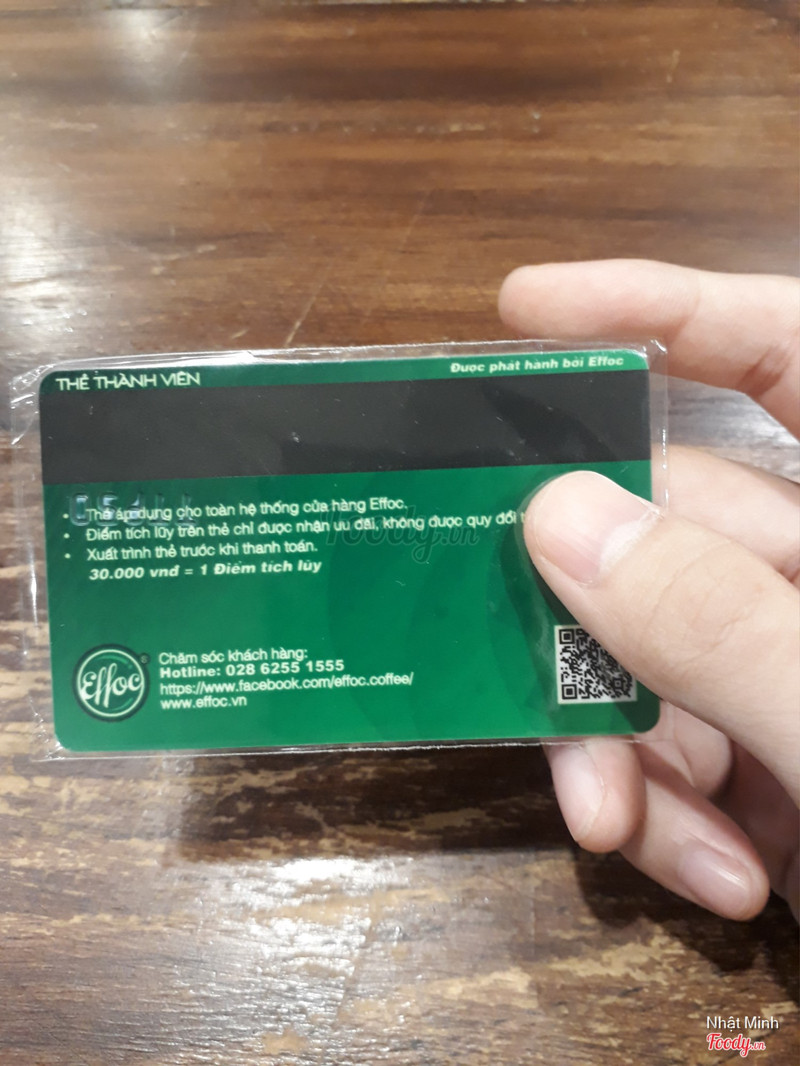 THẺ THÀNH VIÊN
Được phát hành bởi Effoc
• Thẻ áp dụng cho toàn hệ thống cửa hàng Effoc.
• Điểm tích lũy trên thẻ chỉ được nhận ưu đãi, không được quy đổi
• Xuất trình thẻ trước khi thanh toán.
30.000 vnđ = 1 Điểm tích lũy
Effoc
Chăm sóc khách hàng:
Hotline: 028 6255 1555
https://www.facebook.com/effoc.coffee/
www.effoc.vn
Foody.vn
Nhật Minh
Foody.vn